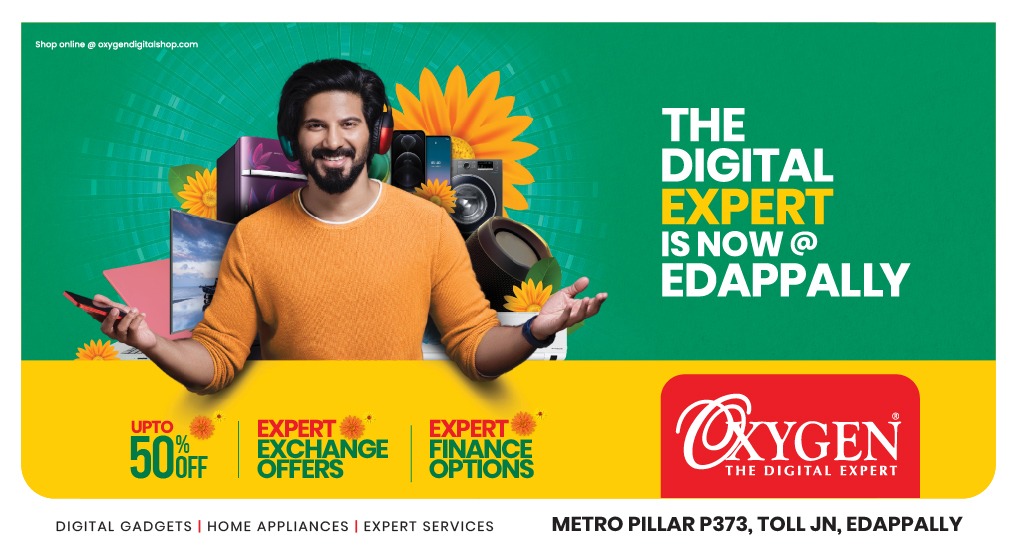 Shop online @ oxygendigitalshop.com
THE
DIGITAL
EXPERT
IS NOW @
EDAPPALLY
UPTO
50% OFF
EXPERT
EXCHANGE
OFFERS
EXPERT
FINANCE
OPTIONS
OXYGEN®
THE DIGITAL EXPERT
DIGITAL GADGETS | HOME APPLIANCES | EXPERT SERVICES
METRO PILLAR P373, TOLL JN, EDAPPALLY